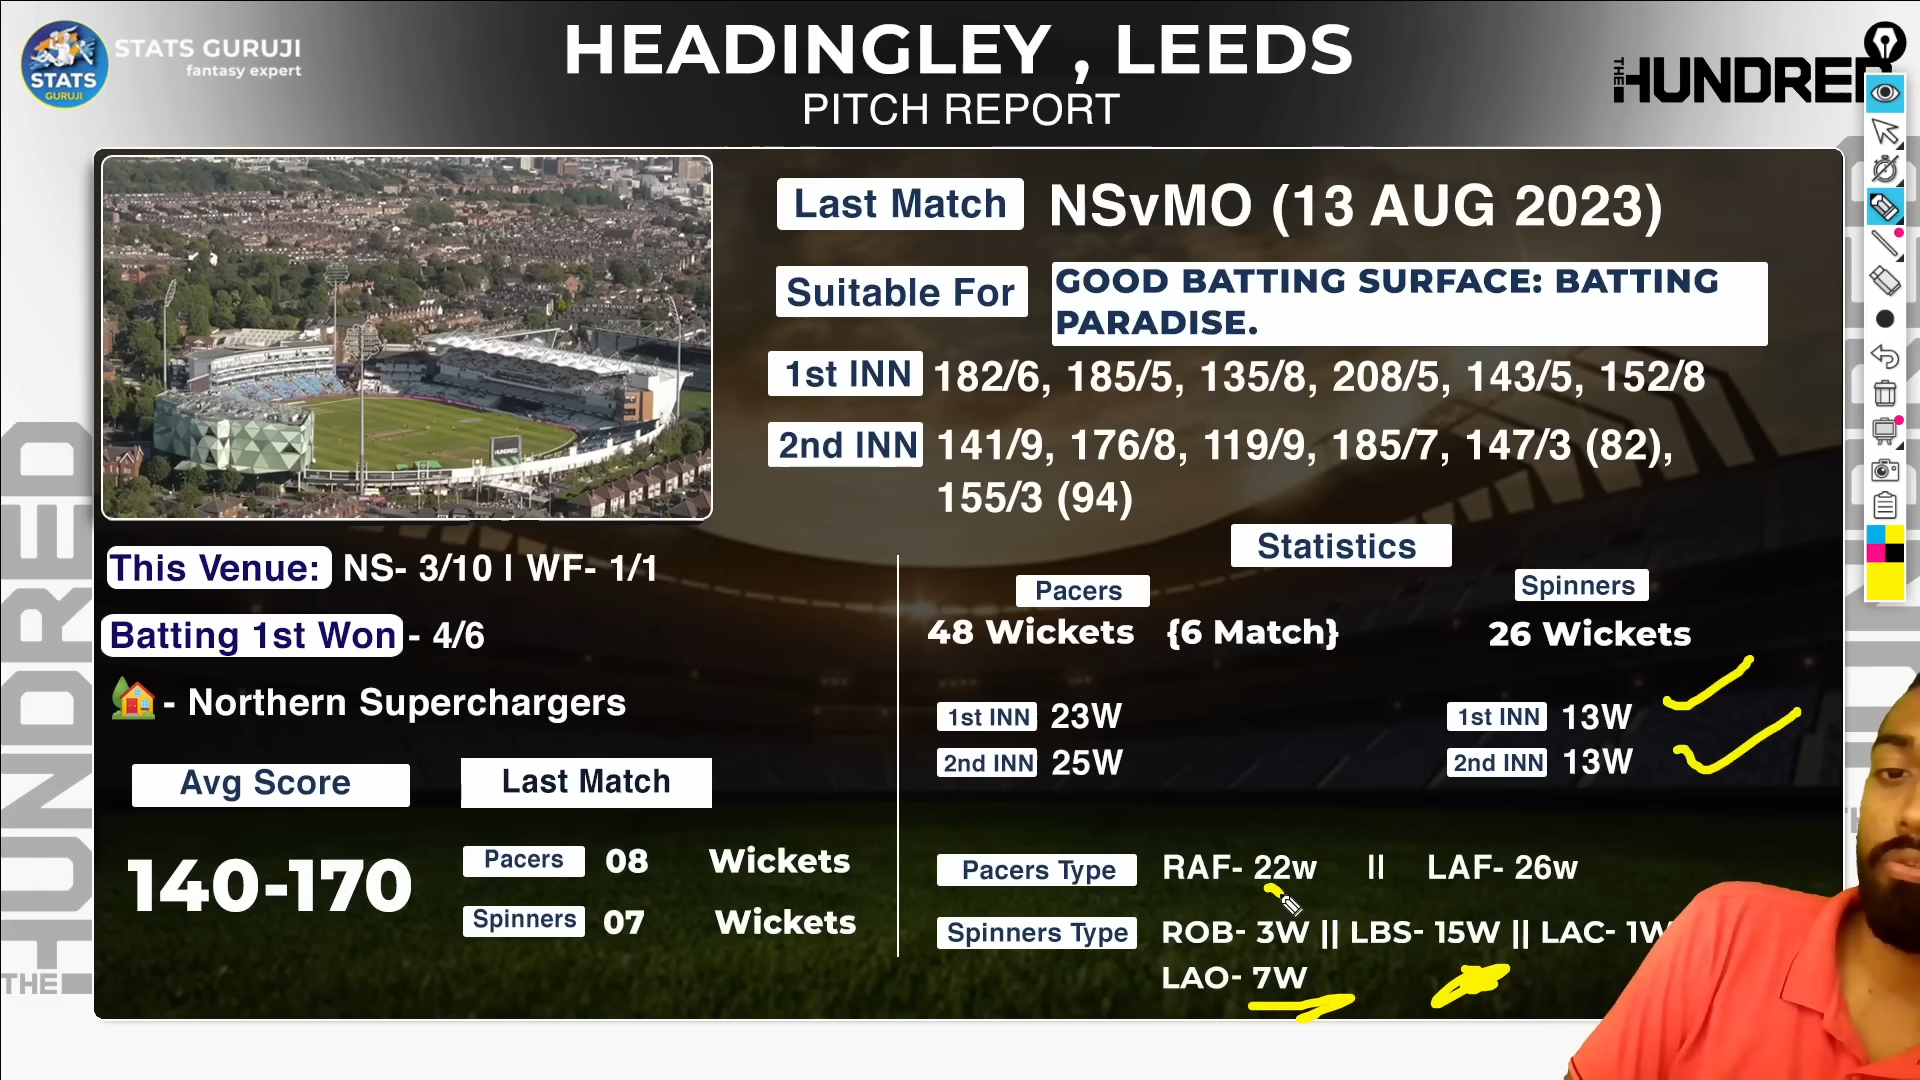 STATS GURUJI
fantasy expert
STATS
GURUJI
HEADINGLEY , LEEDS
PITCH REPORT
THE HUNDRED
Last Match NSvMO (13 AUG 2023)
Suitable For GOOD BATTING SURFACE: BATTING
PARADISE.
1st INN 182/6, 185/5, 135/8, 208/5, 143/5, 152/8
2nd INN 141/9, 176/8, 119/9, 185/7, 147/3 (82),
155/3 (94)
This Venue: NS- 3/10 | WF- 1/1
Batting 1st Won - 4/6
- Northern Superchargers
Avg Score
140-170
Last Match
Pacers 08 Wickets
Spinners 07 Wickets
Statistics
Pacers Spinners
48 Wickets {6 Match} 26 Wickets
1st INN 23W 1st INN 13W
2nd INN 25W 2nd INN 13W
Pacers Type RAF- 22w || LAF- 26w
Spinners Type ROB- 3W || LBS- 15W || LAC- 1W
LAO- 7W
THE HUNDRED